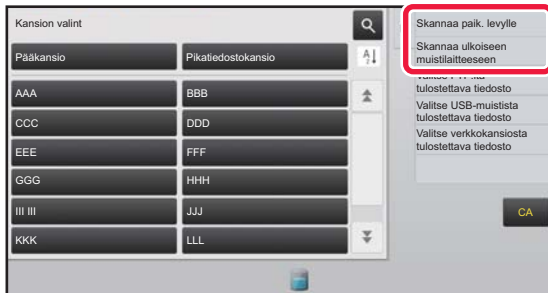 Kansion valint
Pääkansio
Pikatiedostokansio
AAA
BBB
CCC
DDD
EEE
FFF
GGG
HHH
III III
JJJ
KKK
LLL
Skannaa paik. levylle
Skannaa ulkoiseen
muistilaitteeseen
tulostettava tiedosto
Valitse USB-muistista
tulostettava tiedosto
Valitse verkkokansiosta
tulostettava tiedosto
CA